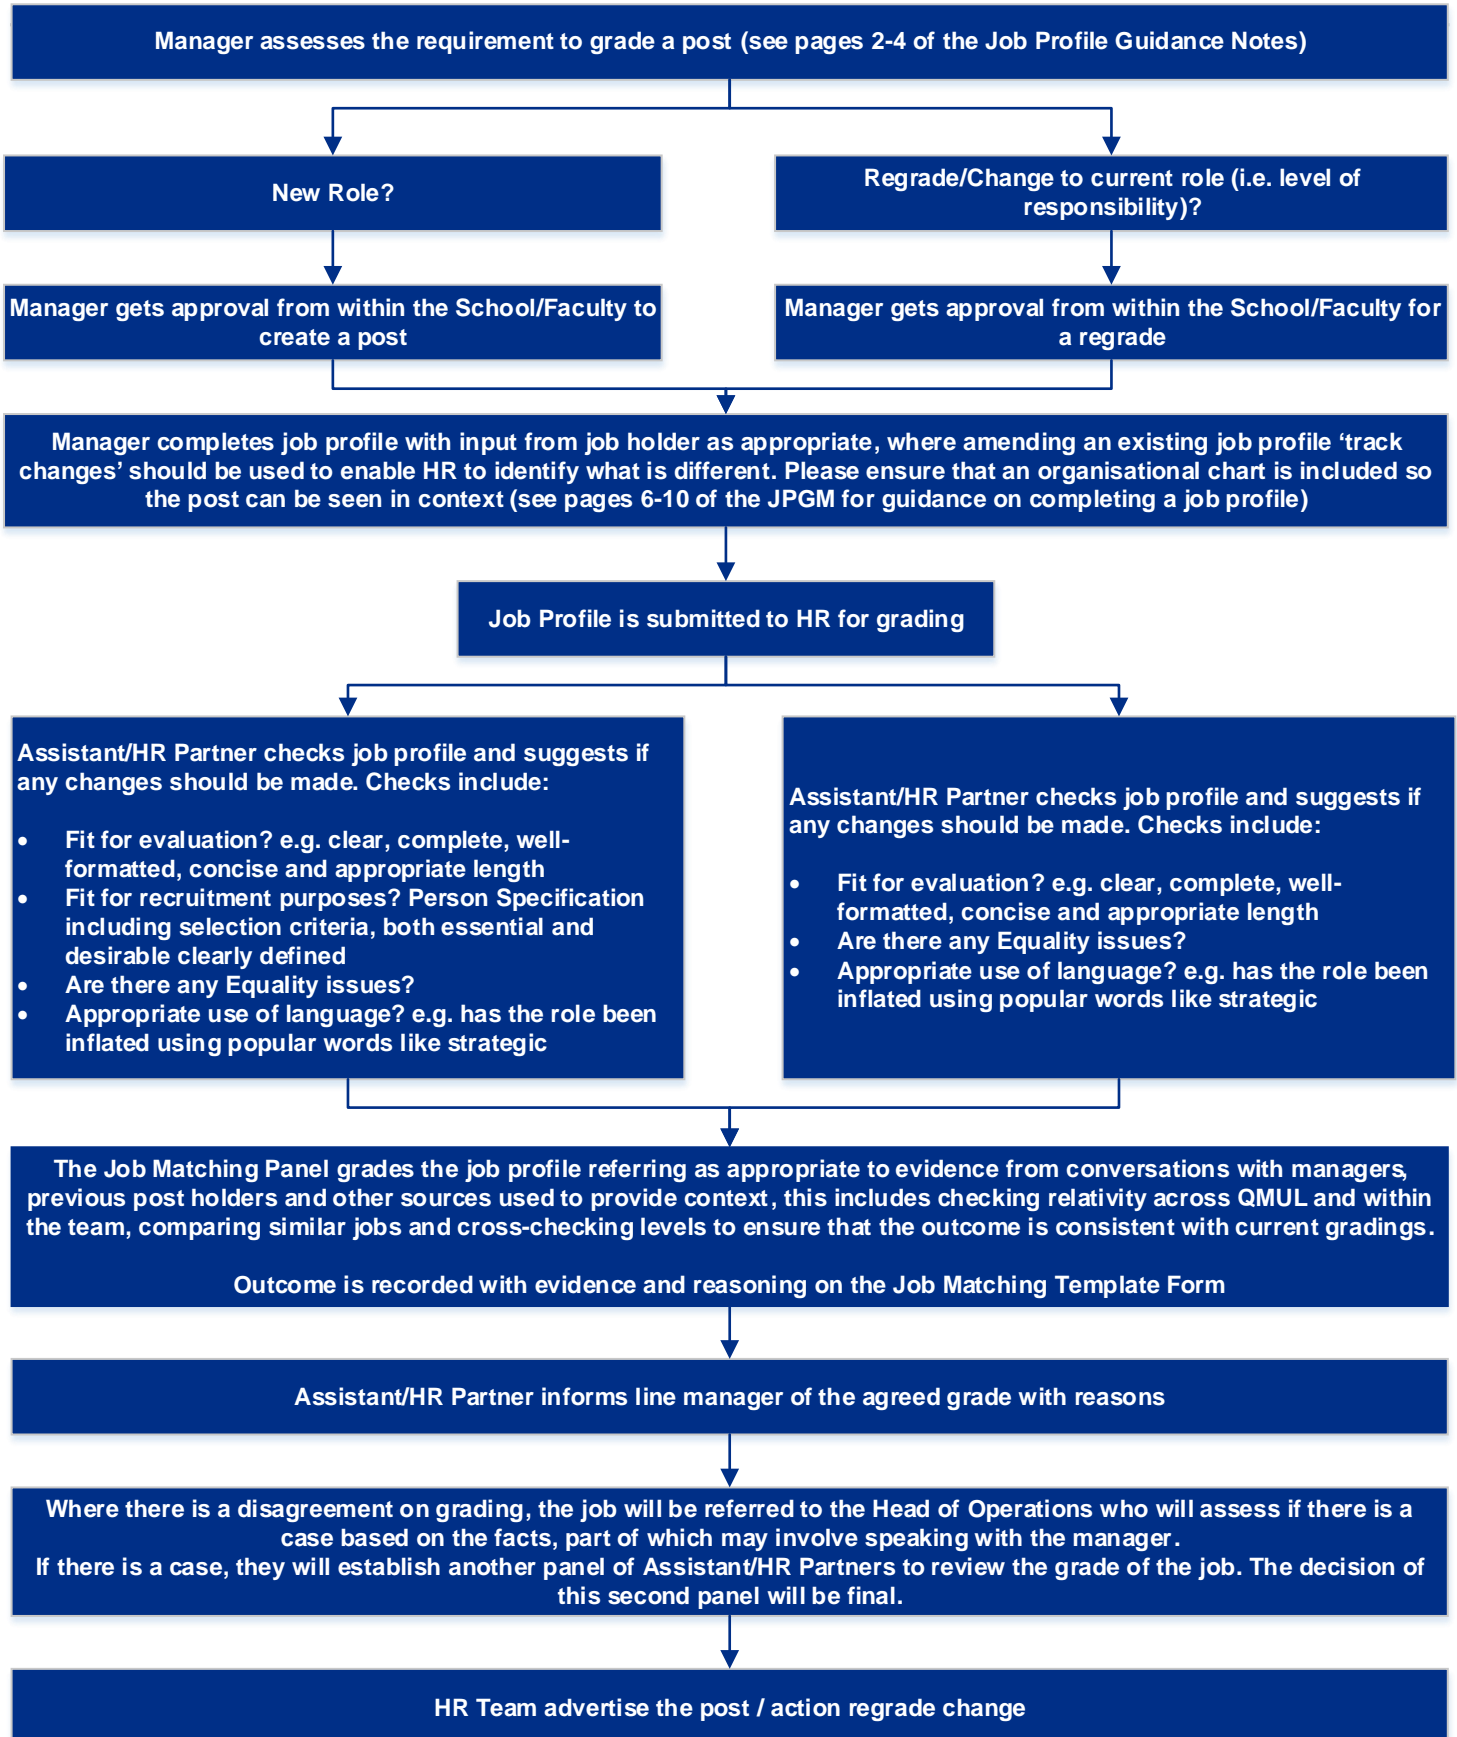 Manager assesses the requirement to grade a post (see pages 2-4 of the Job Profile Guidance Notes)
New Role?
Regrade/Change to current role (i.e. level of
responsibility)?
Manager gets approval from within the School/Faculty to
create a post
Manager gets approval from within the School/Faculty for
a regrade
Manager completes job profile with input from job holder as appropriate, where amending an existing job profile ‘track
changes’ should be used to enable HR to identify what is different. Please ensure that an organisational chart is included so
the post can be seen in context (see pages 6-10 of the JPGM for guidance on completing a job profile)
Job Profile is submitted to HR for grading
Assistant/HR Partner checks job profile and suggests if
any changes should be made. Checks include:
• Fit for evaluation? e.g. clear, complete, well-
formatted, concise and appropriate length
• Fit for recruitment purposes? Person Specification
including selection criteria, both essential and
desirable clearly defined
• Are there any Equality issues?
• Appropriate use of language? e.g. has the role been
inflated using popular words like strategic
Assistant/HR Partner checks job profile and suggests if
any changes should be made. Checks include:
• Fit for evaluation? e.g. clear, complete, well-
formatted, concise and appropriate length
• Are there any Equality issues?
• Appropriate use of language? e.g. has the role been
inflated using popular words like strategic
The Job Matching Panel grades the job profile referring as appropriate to evidence from conversations with managers,
previous post holders and other sources used to provide context, this includes checking relativity across QMUL and within
the team, comparing similar jobs and cross-checking levels to ensure that the outcome is consistent with current gradings.
Outcome is recorded with evidence and reasoning on the Job Matching Template Form
Assistant/HR Partner informs line manager of the agreed grade with reasons
Where there is a disagreement on grading, the job will be referred to the Head of Operations who will assess if there is a
case based on the facts, part of which may involve speaking with the manager.
If there is a case, they will establish another panel of Assistant/HR Partners to review the grade of the job. The decision of
this second panel will be final.
HR Team advertise the post / action regrade change